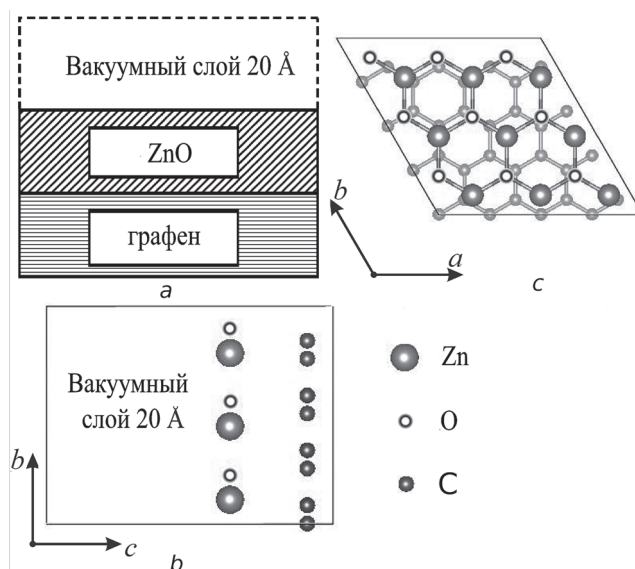 Вакуумный слой 20 Å
ZnO
графен
a
b
a
c
Вакуумный
слой 20 Å
b
c
b
Zn
O
C